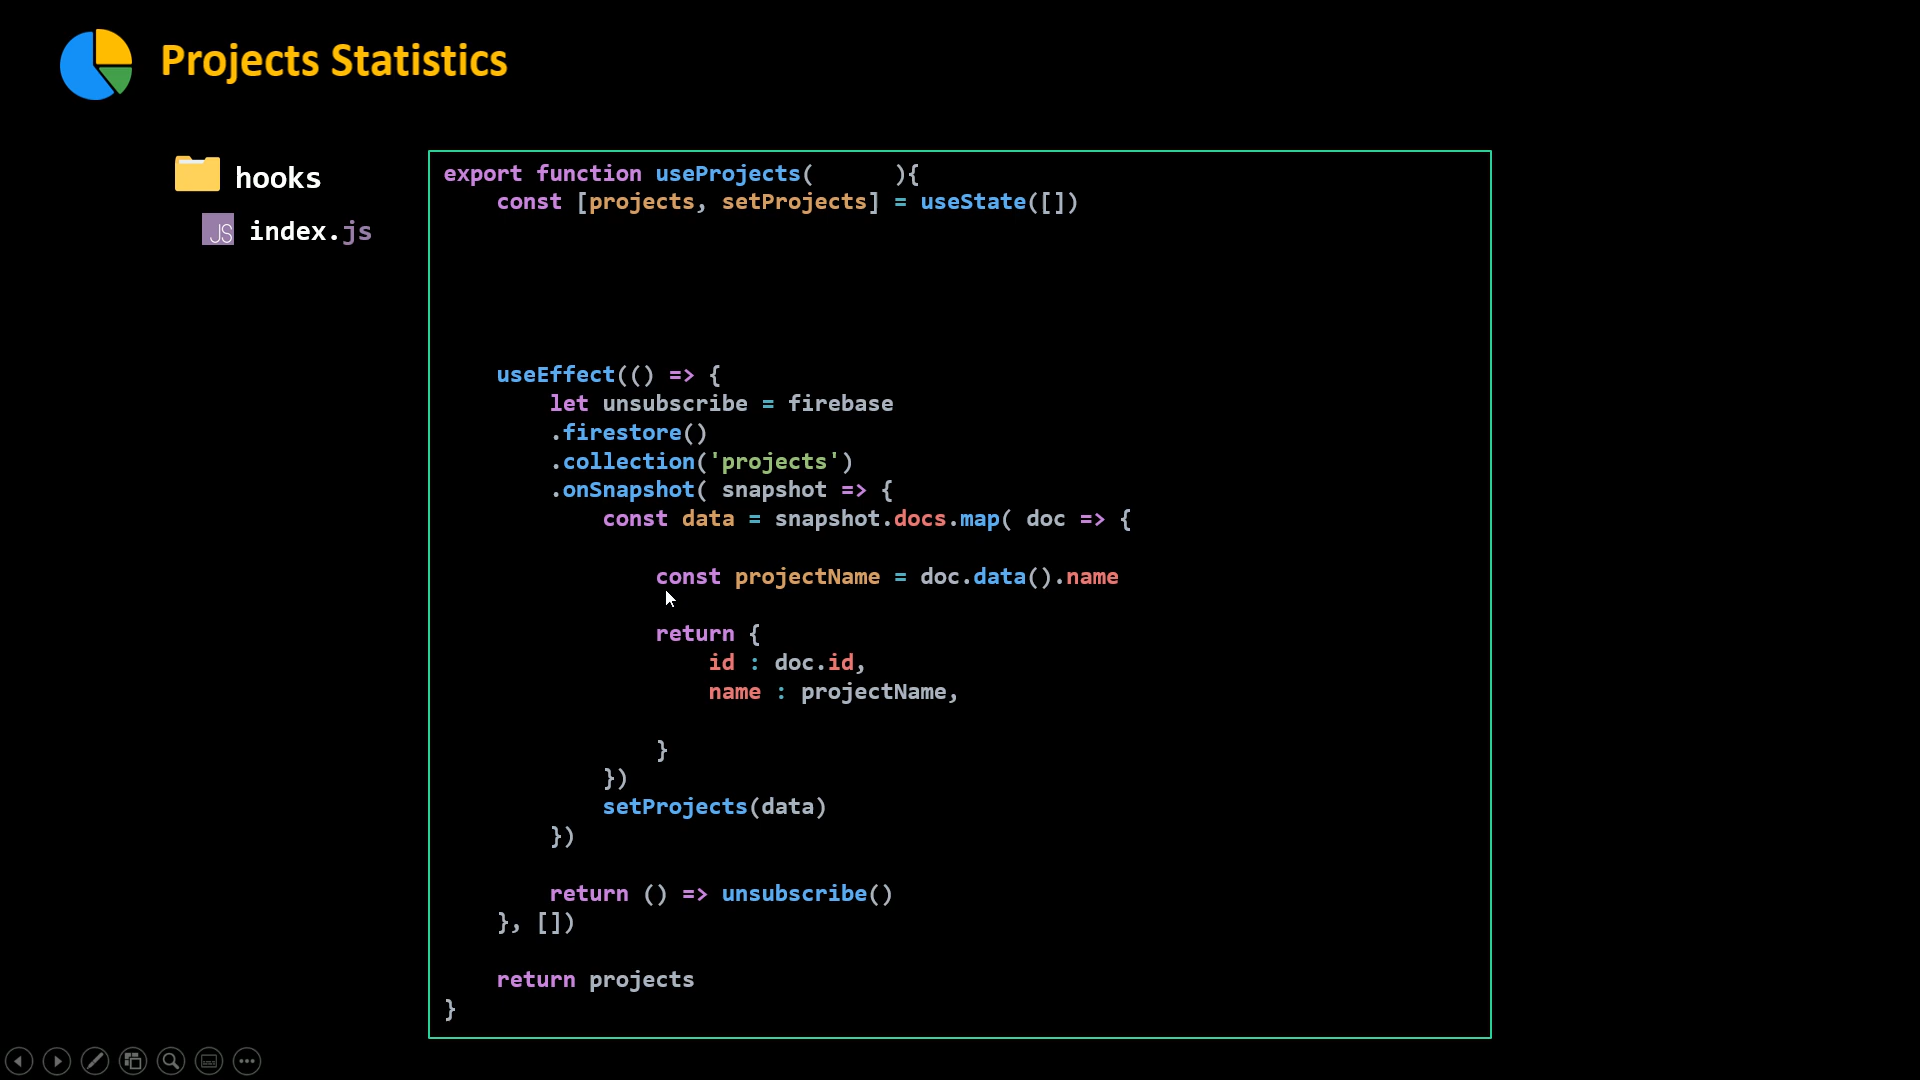 Projects Statistics
hooks
JS index.js
export function useProjects(      ){
    const [projects, setProjects] = useState([])
    useEffect(() => {
        let unsubscribe = firebase
        .firestore()
        .collection('projects')
        .onSnapshot( snapshot => {
            const data = snapshot.docs.map( doc => {
                const projectName = doc.data().name
                return {
                    id : doc.id,
                    name : projectName,
                }
            })
            setProjects(data)
        })
        return () => unsubscribe()
    }, [])
    return projects
}